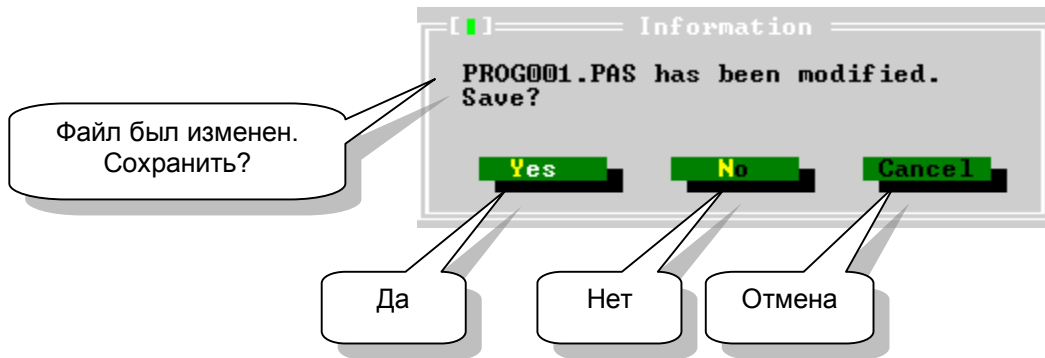 Information
PROG001.PAS has been modified.
Save?
Файл был изменен.
Сохранить?
Yes No Cancel
Да Нет Отмена